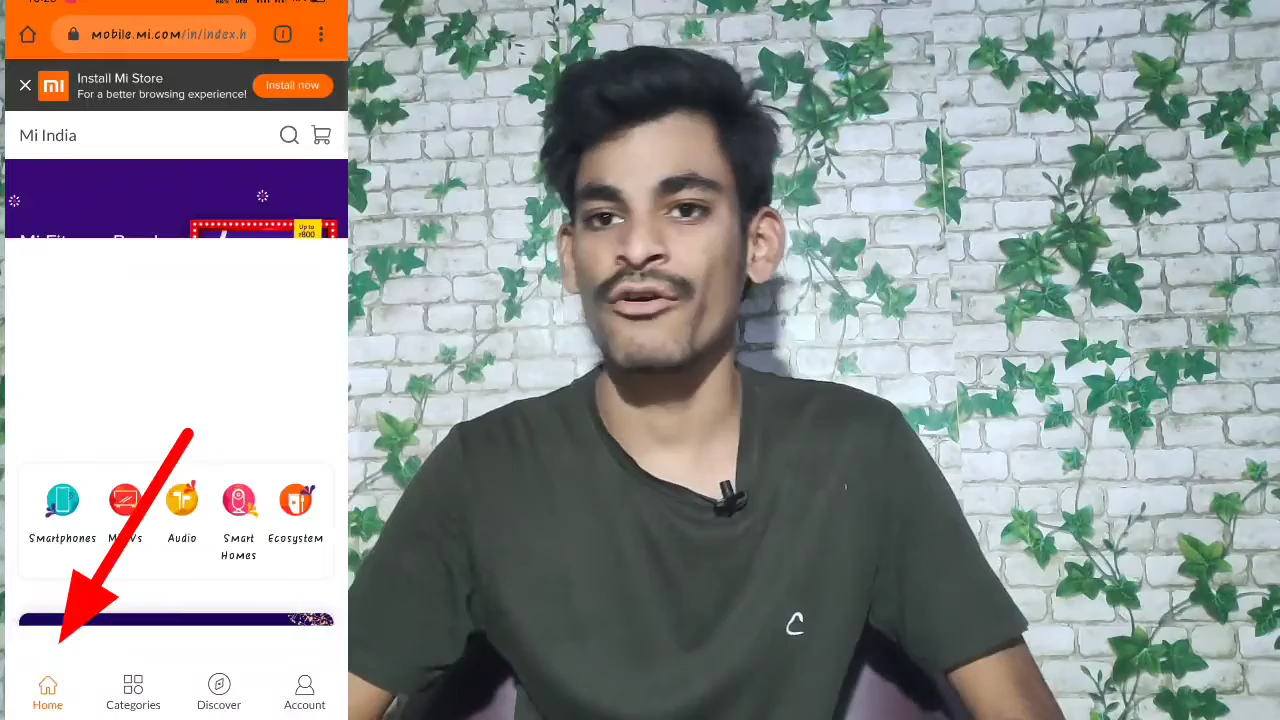 mobile.mi.com/in/index.h
Install Mi Store
For a better browsing experience!
Install now
Mi India
Up to
₹800
Smartphones
Audio
Smart
Homes
Ecosystem
Home
Categories
Discover
Account